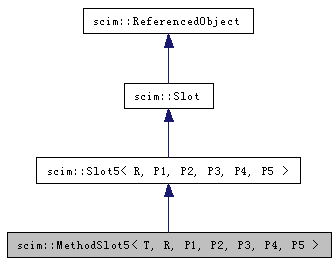 scim::ReferencedObject
scim::Slot
scim::Slot5< R, P1, P2, P3, P4, P5 >
scim::MethodSlot5< T, R, P1, P2, P3, P4, P5 >